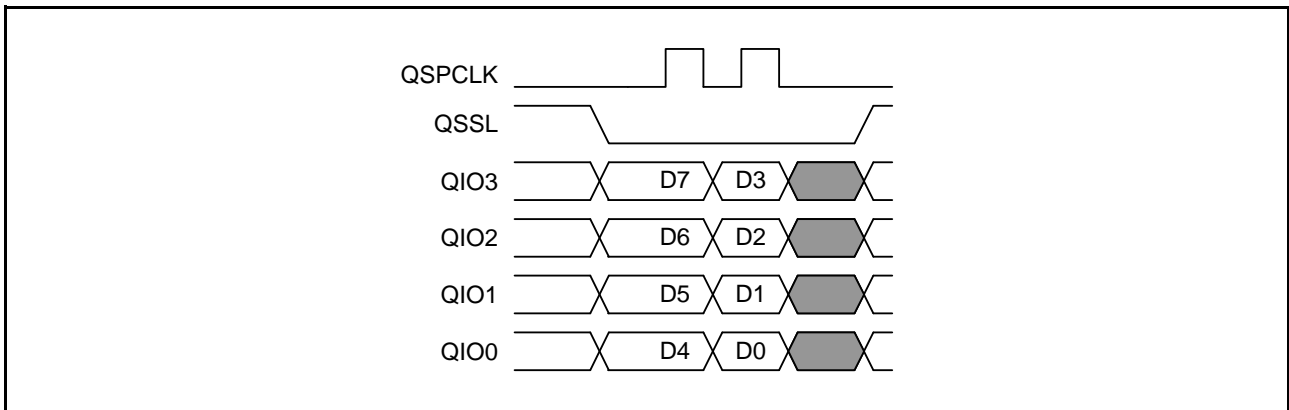 QSPCLK
QSSL
QIO3 D7 D3
QIO2 D6 D2
QIO1 D5 D1
QIO0 D4 D0